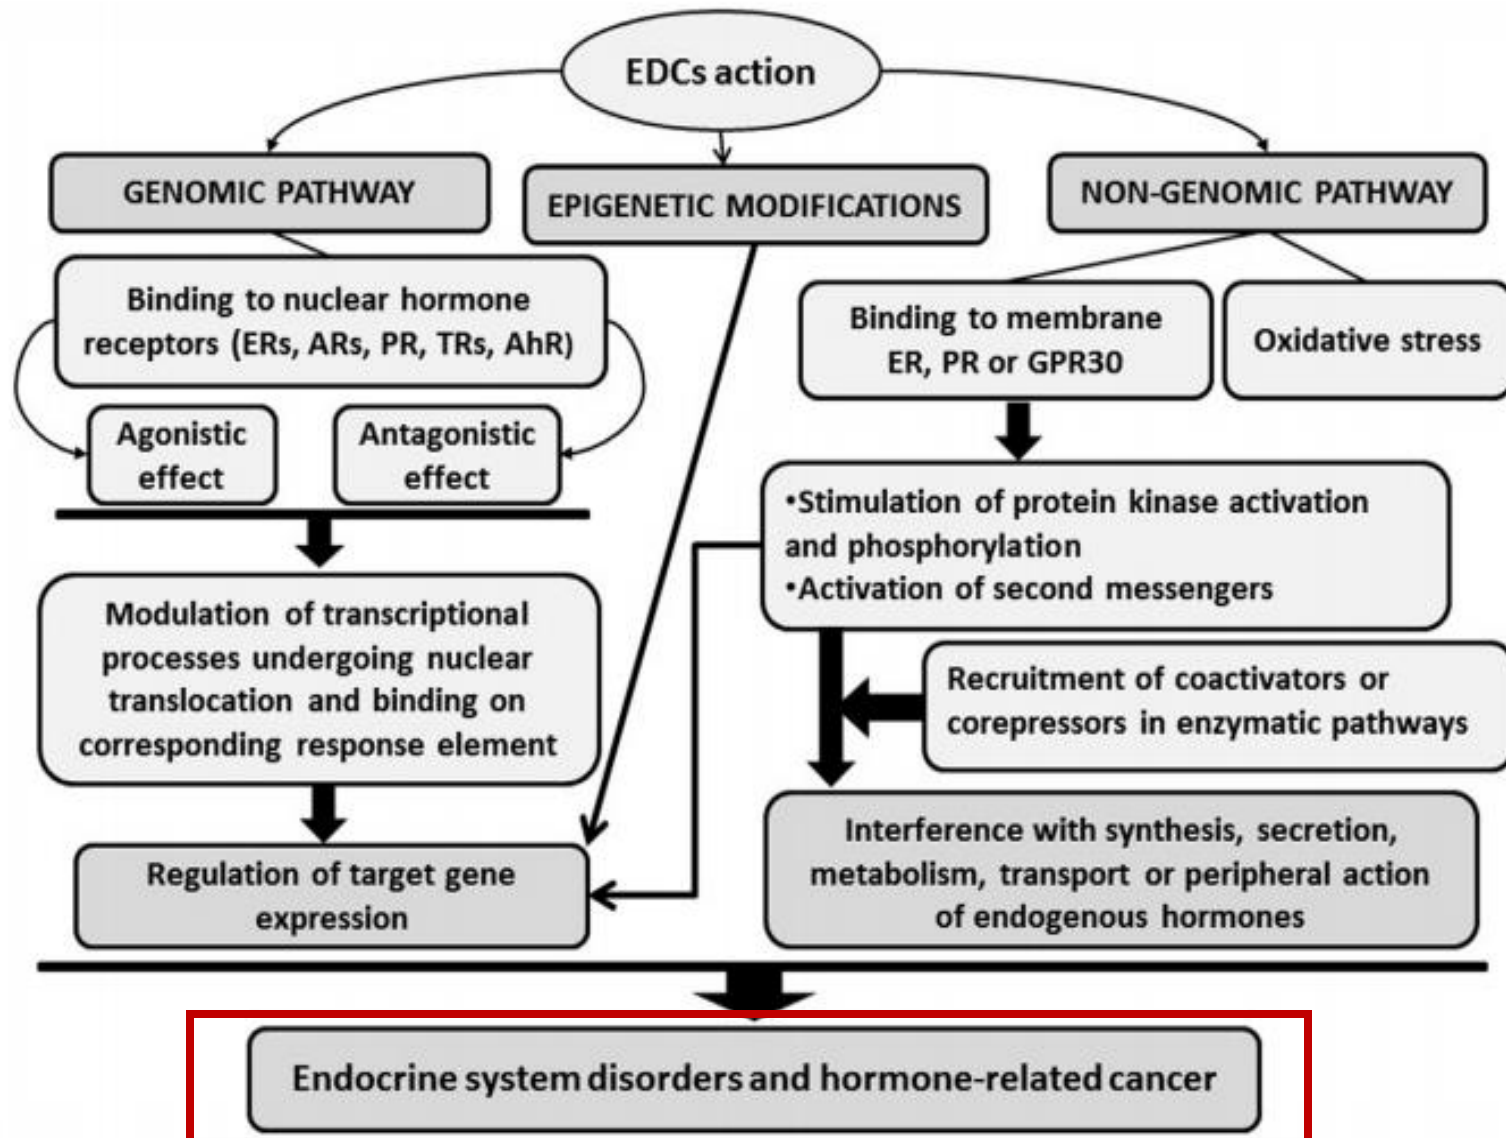 EDCs action
GENOMIC PATHWAY
EPIGENETIC MODIFICATIONS
NON-GENOMIC PATHWAY
Binding to nuclear hormone
receptors (ERs, ARs, PR, TRs, AhR)
Binding to membrane
ER, PR or GPR30
Oxidative stress
Agonistic
effect
Antagonistic
effect
•Stimulation of protein kinase activation
and phosphorylation
•Activation of second messengers
Modulation of transcriptional
processes undergoing nuclear
translocation and binding on
corresponding response element
Recruitment of coactivators or
corepressors in enzymatic pathways
Regulation of target gene
expression
Interference with synthesis, secretion,
metabolism, transport or peripheral action
of endogenous hormones
Endocrine system disorders and hormone-related cancer